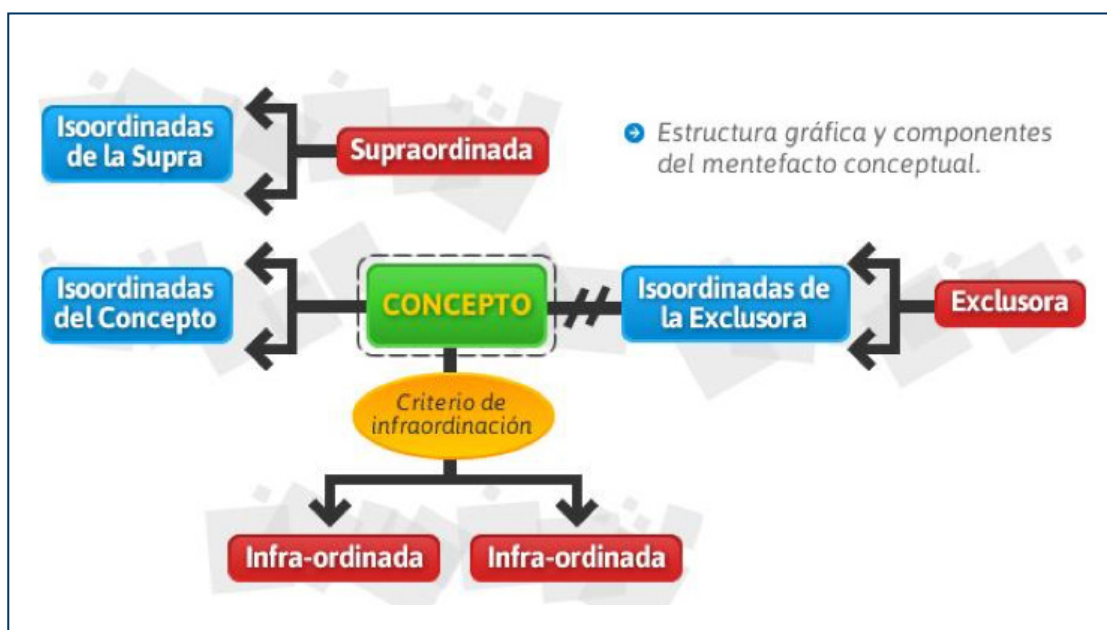 Isoordinadas
de la Supra
Supraordinada
Estructura gráfica y componentes
del mentefacto conceptual.
Isoordinadas
del Concepto
CONCEPTO
Isoordinadas de
la Exclusora
Exclusora
Criterio de
infraordinación
Infra-ordinada
Infra-ordinada